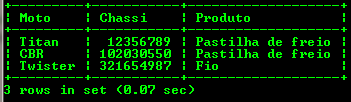 +---------+-----------+-------------------+
| Moto    | Chassi    | Produto           |
+---------+-----------+-------------------+
| Titan   |  12356789 | Pastilha de freio |
| CBR     | 102030550 | Pastilha de freio |
| Twister | 321654987 | Fio               |
+---------+-----------+-------------------+
3 rows in set (0.07 sec)